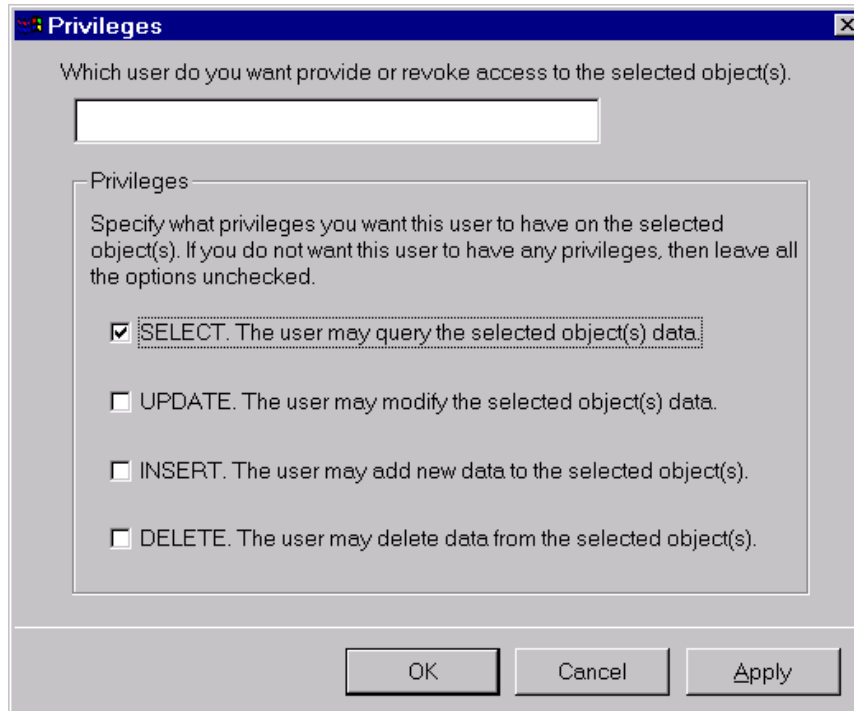 Privileges
Which user do you want provide or revoke access to the selected object(s).
Privileges
Specify what privileges you want this user to have on the selected
object(s). If you do not want this user to have any privileges, then leave all
the options unchecked.
SELECT. The user may query the selected object(s) data.
UPDATE. The user may modify the selected object(s) data.
INSERT. The user may add new data to the selected object(s).
DELETE. The user may delete data from the selected object(s).
OK Cancel Apply